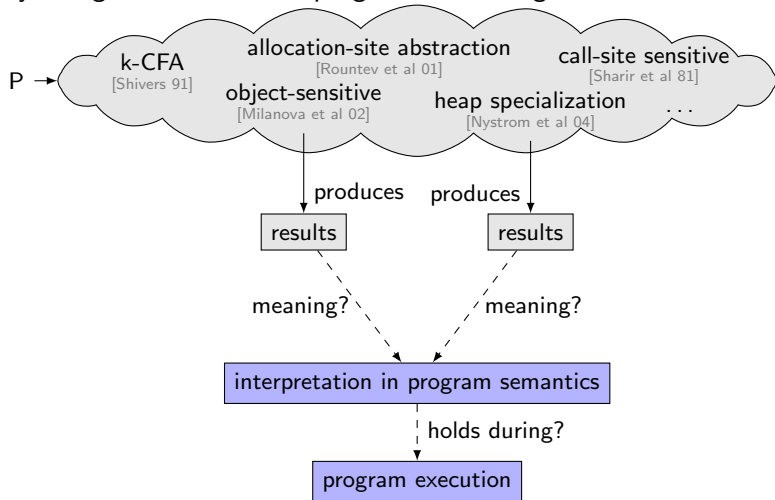 k-CFA
[Shivers 91]
allocation-site abstraction
[Rountev et al 01]
call-site sensitive
[Sharir et al 81]
P
object-sensitive
[Milanova et al 02]
heap specialization
[Nystrom et al 04]
...
produces
produces
results
results
meaning?
meaning?
interpretation in program semantics
holds during?
program execution